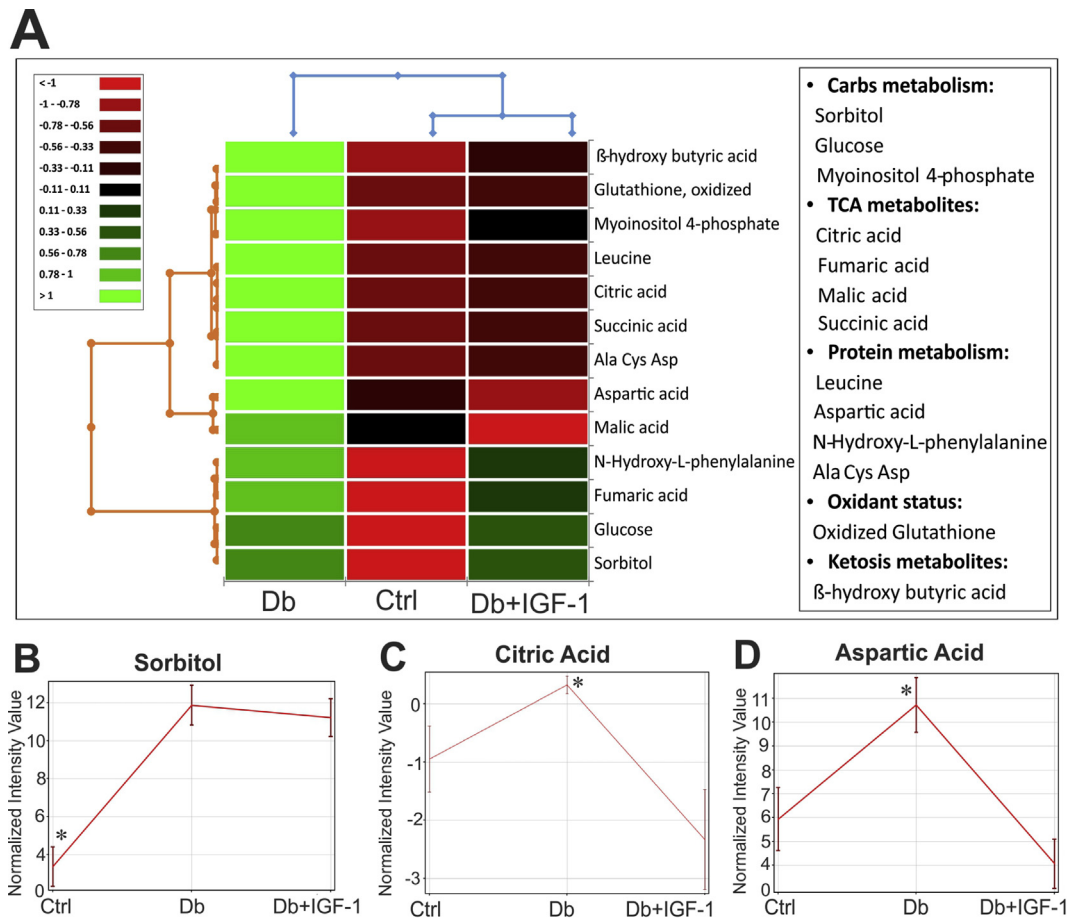 A
< -1
-1 - -0.78
-0.78 - -0.56
-0.56 - -0.33
-0.33 - -0.11
-0.11 - 0.11
0.11 - 0.33
0.33 - 0.56
0.56 - 0.78
0.78 - 1
> 1
ß-hydroxy butyric acid
Glutathione, oxidized
Myoinositol 4-phosphate
Leucine
Citric acid
Succinic acid
Ala Cys Asp
Aspartic acid
Malic acid
N-Hydroxy-L-phenylalanine
Fumaric acid
Glucose
Sorbitol
Db Ctrl Db+IGF-1
• Carbs metabolism:
Sorbitol
Glucose
Myoinositol 4-phosphate
• TCA metabolites:
Citric acid
Fumaric acid
Malic acid
Succinic acid
• Protein metabolism:
Leucine
Aspartic acid
N-Hydroxy-L-phenylalanine
Ala Cys Asp
• Oxidant status:
Oxidized Glutathione
• Ketosis metabolites:
ß-hydroxy butyric acid
B
Sorbitol
Normalized Intensity Value
12
10
8
6
4
0
*
Ctrl Db Db+IGF-1
C
Citric Acid
Normalized Intensity Value
0
-1
-2
-3
*
Ctrl Db Db+IGF-1
D
Aspartic Acid
Normalized Intensity Value
11
10
9
8
7
6
5
4
0
*
Ctrl Db Db+IGF-1